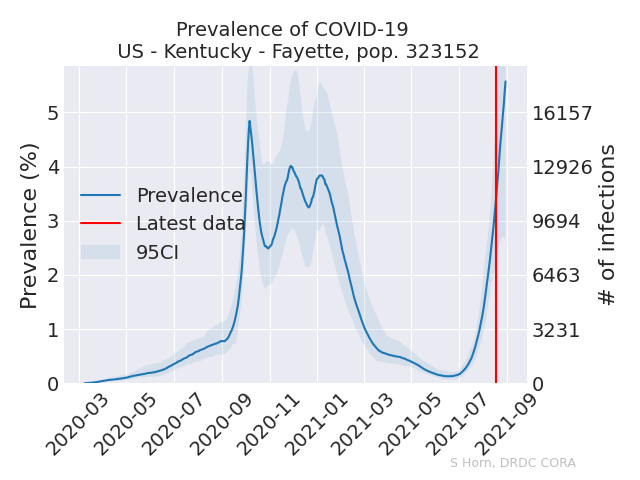 Prevalence of COVID-19
US - Kentucky - Fayette, pop. 323152
Prevalence (%)
5
4
3
2
1
0
16157
12926
9694
6463
3231
0
# of infections
Prevalence
Latest data
95CI
2020-03
2020-05
2020-07
2020-09
2020-11
2021-01
2021-03
2021-05
2021-07
2021-09
S Horn, DRDC CORA